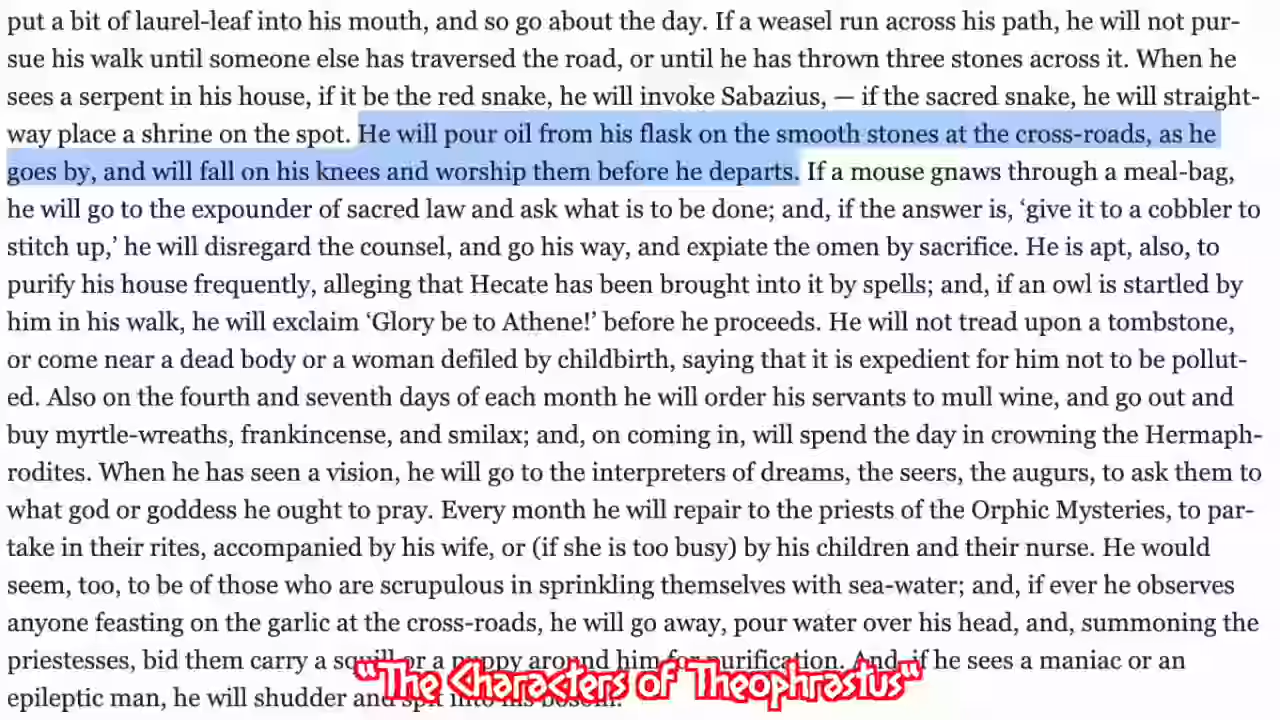 put a bit of laurel-leaf into his mouth, and so go about the day. If a weasel run across his path, he will not pur-
sue his walk until someone else has traversed the road, or until he has thrown three stones across it. When he
sees a serpent in his house, if it be the red snake, he will invoke Sabazius, — if the sacred snake, he will straight-
way place a shrine on the spot. He will pour oil from his flask on the smooth stones at the cross-roads, as he
goes by, and will fall on his knees and worship them before he departs. If a mouse gnaws through a meal-bag,
he will go to the expounder of sacred law and ask what is to be done; and, if the answer is, ‘give it to a cobbler to
stitch up,’ he will disregard the counsel, and go his way, and expiate the omen by sacrifice. He is apt, also, to
purify his house frequently, alleging that Hecate has been brought into it by spells; and, if an owl is startled by
him in his walk, he will exclaim ‘Glory be to Athene!’ before he proceeds. He will not tread upon a tombstone,
or come near a dead body or a woman defiled by childbirth, saying that it is expedient for him not to be pollut-
ed. Also on the fourth and seventh days of each month he will order his servants to mull wine, and go out and
buy myrtle-wreaths, frankincense, and smilax; and, on coming in, will spend the day in crowning the Hermaph-
rodites. When he has seen a vision, he will go to the interpreters of dreams, the seers, the augurs, to ask them to
what god or goddess he ought to pray. Every month he will repair to the priests of the Orphic Mysteries, to par-
take in their rites, accompanied by his wife, or (if she is too busy) by his children and their nurse. He would
seem, too, to be of those who are scrupulous in sprinkling themselves with sea-water; and, if ever he observes
anyone feasting on the garlic at the cross-roads, he will go away, pour water over his head, and, summoning the
priestesses, bid them carry a squill or a puppy around him for purification. And, if he sees a maniac or an
epileptic man, he will shudder and spit into his bosom.
"The Characters of Theophrastus"